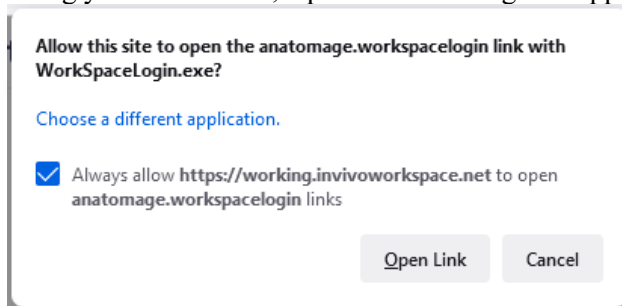 Allow this site to open the anatomage.workspacelogin link with
WorkSpaceLogin.exe?
Choose a different application.
Always allow https://working.invivoworkspace.net to open
anatomage.workspacelogin links
Open Link Cancel